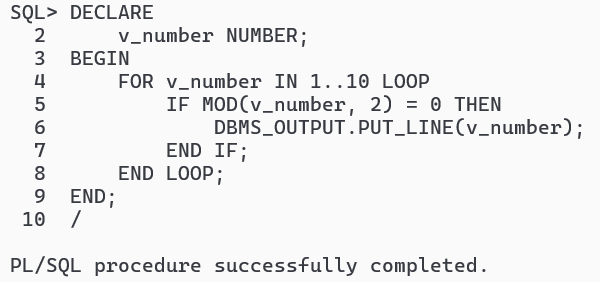 SQL> DECLARE
  2      v_number NUMBER;
  3  BEGIN
  4      FOR v_number IN 1..10 LOOP
  5          IF MOD(v_number, 2) = 0 THEN
  6              DBMS_OUTPUT.PUT_LINE(v_number);
  7          END IF;
  8      END LOOP;
  9  END;
 10  /

PL/SQL procedure successfully completed.